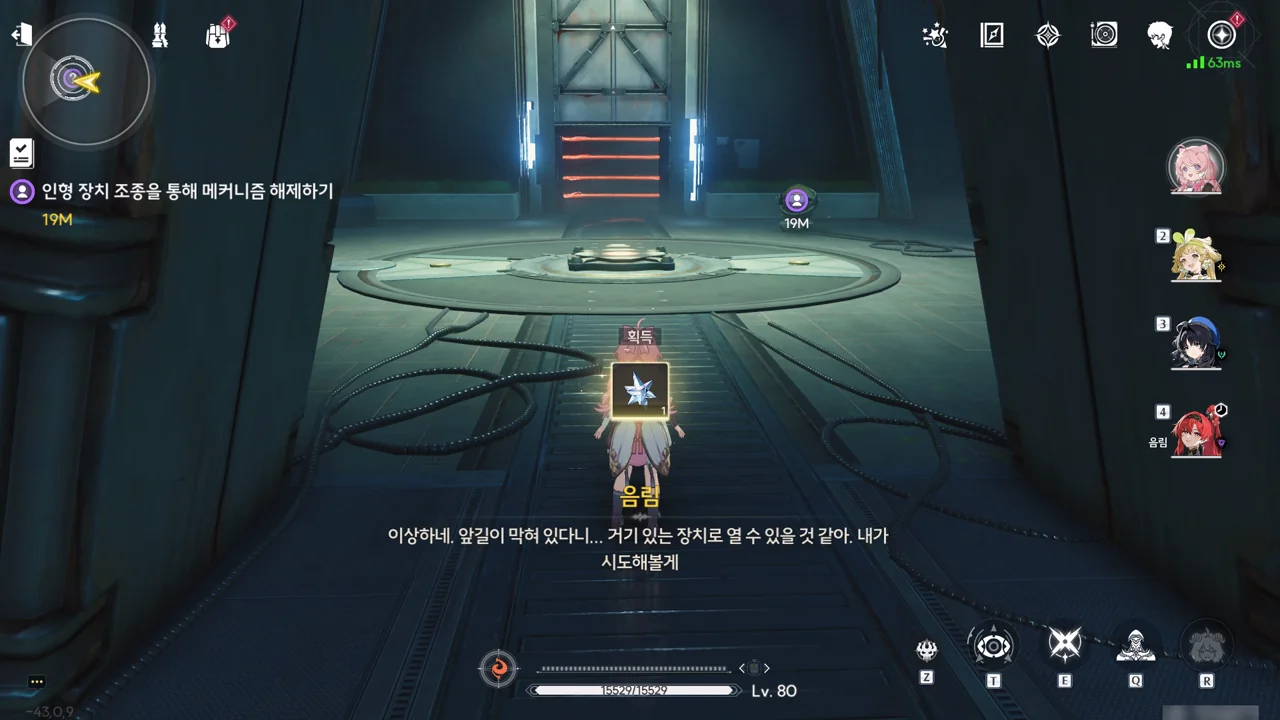 63ms
인형 장치 조종을 통해 메커니즘 해제하기
19M
19M
2
3
4
음림
획득
1
음림
이상하네. 앞길이 막혀 있다니... 거기 있는 장치로 열 수 있을 것 같아. 내가
시도해볼게
Z
T
E
Q
R
15529/15529
Lv. 80
-43,0,9